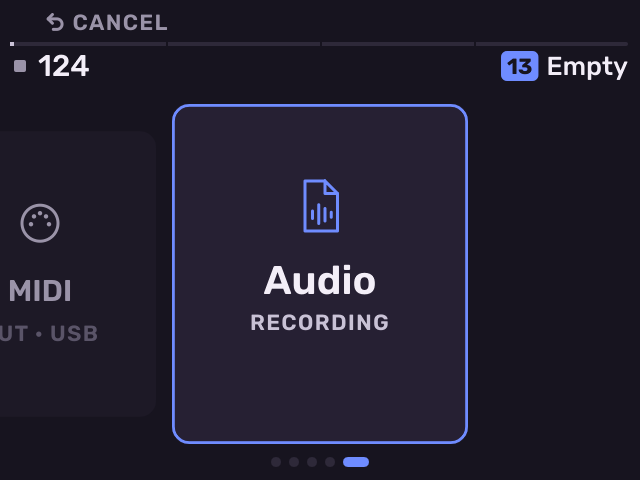 CANCEL
124
13 Empty
MIDI
UT • USB
Audio
RECORDING